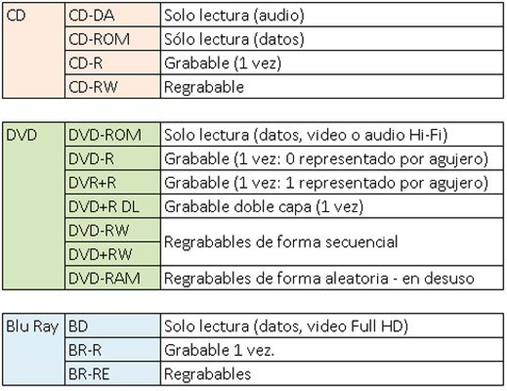 CD CD-DA Solo lectura (audio)
CD-ROM Sólo lectura (datos)
CD-R Grabable (1 vez)
CD-RW Regrabable
DVD DVD-ROM Solo lectura (datos, video o audio Hi-Fi)
DVD-R Grabable (1 vez: 0 representado por agujero)
DVR+R Grabable (1 vez: 1 representado por agujero)
DVD+R DL Grabable doble capa (1 vez)
DVD-RW Regrabables de forma secuencial
DVD+RW
DVD-RAM Regrabables de forma aleatoria - en desuso
Blu Ray BD Solo lectura (datos, video Full HD)
BR-R Grabable 1 vez.
BR-RE Regrabables